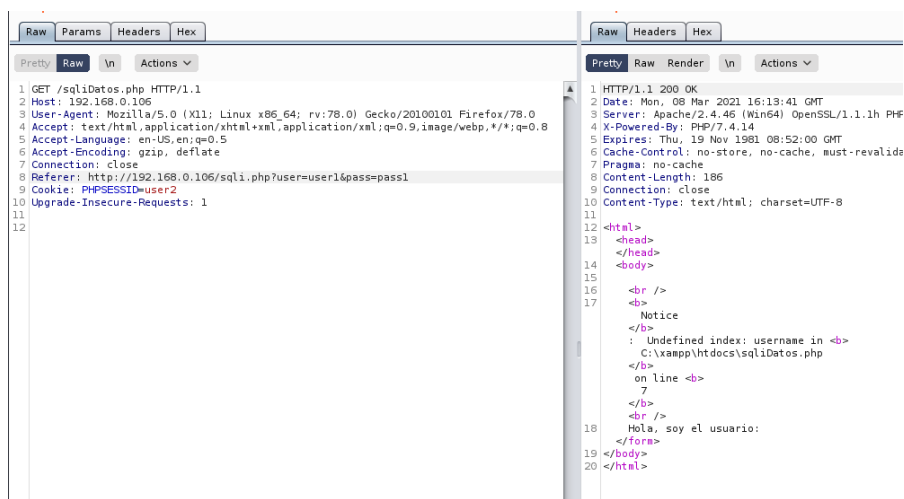 Raw Params Headers Hex
Pretty Raw \n Actions
1 GET /sqliDatos.php HTTP/1.1
2 Host: 192.168.0.106
3 User-Agent: Mozilla/5.0 (X11; Linux x86_64; rv:78.0) Gecko/20100101 Firefox/78.0
4 Accept: text/html,application/xhtml+xml,application/xml;q=0.9,image/webp,*/*;q=0.8
5 Accept-Language: en-US,en;q=0.5
6 Accept-Encoding: gzip, deflate
7 Connection: close
8 Referer: http://192.168.0.106/sqli.php?user=user1&pass=pass1
9 Cookie: PHPSESSID=user2
10 Upgrade-Insecure-Requests: 1
11
12
Raw Headers Hex
Pretty Raw Render \n Actions
1 HTTP/1.1 200 OK
2 Date: Mon, 08 Mar 2021 16:13:41 GMT
3 Server: Apache/2.4.46 (Win64) OpenSSL/1.1.1h PHP
4 X-Powered-By: PHP/7.4.14
5 Expires: Thu, 19 Nov 1981 08:52:00 GMT
6 Cache-Control: no-store, no-cache, must-revalida
7 Pragma: no-cache
8 Content-Length: 186
9 Connection: close
10 Content-Type: text/html; charset=UTF-8
11
12 <html>
13 <head>
</head>
14 <body>
15
16 <br />
17 <b>
Notice
</b>
: Undefined index: username in <b>
C:\xampp\htdocs\sqliDatos.php
</b>
on line <b>
7
</b>
<br />
18 Hola, soy el usuario:
</form>
19 </body>
20 </html>